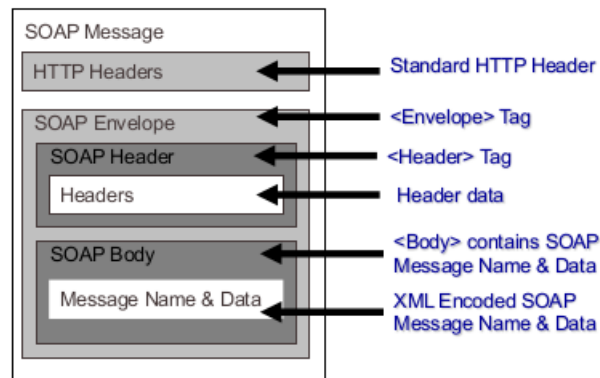 SOAP Message
HTTP Headers
Standard HTTP Header
SOAP Envelope
<Envelope> Tag
SOAP Header
<Header> Tag
Headers
Header data
SOAP Body
<Body> contains SOAP
Message Name & Data
Message Name & Data
XML Encoded SOAP
Message Name & Data